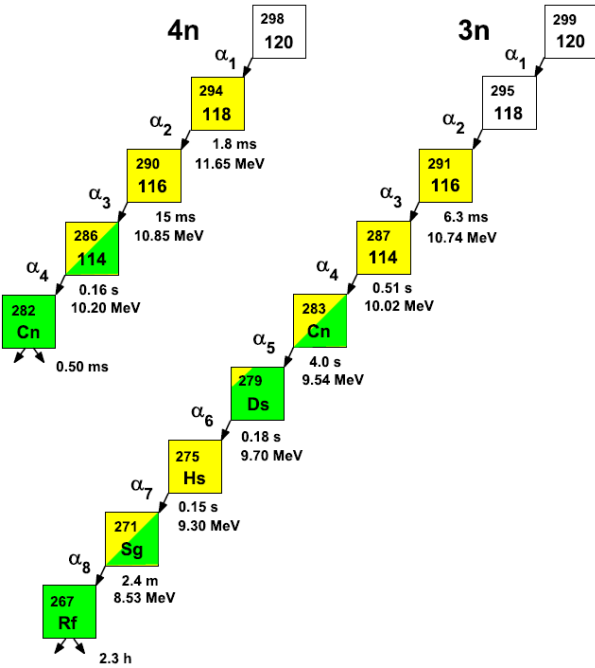 4n
298
120
α1
294
118
1.8 ms
11.65 MeV
α2
290
116
15 ms
10.85 MeV
α3
286
114
0.16 s
10.20 MeV
α4
282
Cn
0.50 ms
3n
299
120
α1
295
118
α2
291
116
6.3 ms
10.74 MeV
α3
287
114
0.51 s
10.02 MeV
α4
283
Cn
4.0 s
9.54 MeV
α5
279
Ds
0.18 s
9.70 MeV
α6
275
Hs
0.15 s
9.30 MeV
α7
271
Sg
2.4 m
8.53 MeV
α8
267
Rf
2.3 h